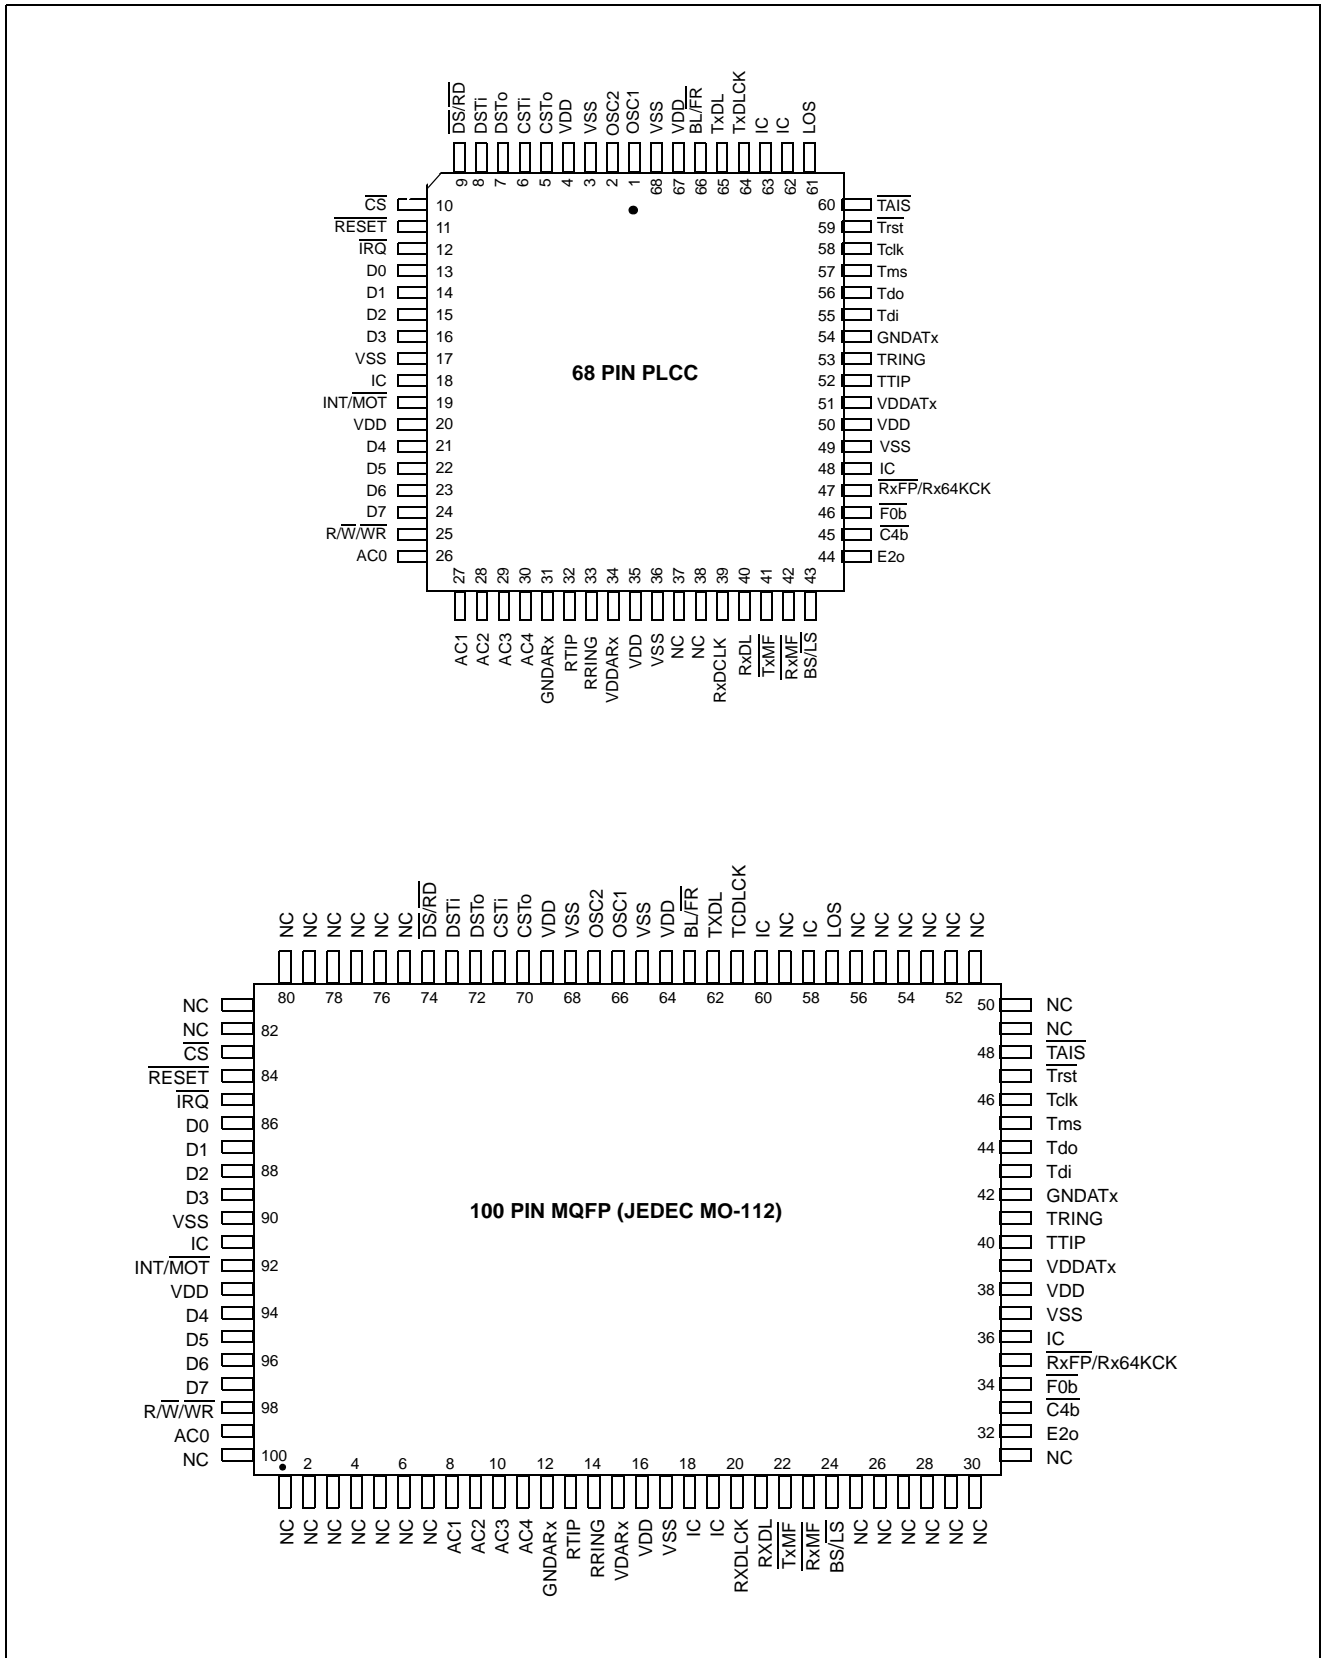 DS/RD DSTi DSTo CSTi CSTo VDD VSS OSC2 OSC1 VSS VDD BL/FR TxDL TxDLCK IC IC LOS
9 8 7 6 5 4 3 2 1 68 67 66 65 64 63 62 61
CS 10 60 TAIS
RESET 11 59 Trst
IRQ 12 58 Tclk
D0 13 57 Tms
D1 14 56 Tdo
D2 15 55 Tdi
D3 16 54 GNDATx
VSS 17 53 TRING
68 PIN PLCC
IC 18 52 TTIP
INT/MOT 19 51 VDDATx
VDD 20 50 VDD
D4 21 49 VSS
D5 22 48 IC
D6 23 47 RxFP/Rx64KCK
D7 24 46 F0b
R/W/WR 25 45 C4b
AC0 26 44 E2o
27 28 29 30 31 32 33 34 35 36 37 38 39 40 41 42 43
AC1 AC2 AC3 AC4 GNDARx RTIP RRING VDDARx VDD VSS NC NC RxDCLK RxDL TxMF RxMF BS/LS
NC NC NC NC NC NC DS/RD DSTi DSTo CSTi CSTo VDD VSS OSC2 OSC1 VSS VDD BL/FR TXDL TCDLCK IC NC IC LOS NC NC NC NC NC NC
80 78 76 74 72 70 68 66 64 62 60 58 56 54 52
NC 50 NC
NC 82 NC
CS 48 TAIS
RESET 84 Trst
IRQ 46 Tclk
D0 86 Tms
D1 44 Tdo
D2 88 Tdi
D3 42 GNDATx
100 PIN MQFP (JEDEC MO-112)
VSS 90 TRING
IC 40 TTIP
INT/MOT 92 VDDATx
VDD 38 VDD
D4 94 VSS
D5 36 IC
D6 96 RxFP/Rx64KCK
D7 34 F0b
R/W/WR 98 C4b
AC0 32 E2o
NC 100 NC
2 4 6 8 10 12 14 16 18 20 22 24 26 28 30
NC NC NC NC NC NC NC AC1 AC2 AC3 AC4 GNDARx RTIP RRING VDARx VDD VSS IC IC RXDLCK RXDL TxMF RxMF BS/LS NC NC NC NC NC NC